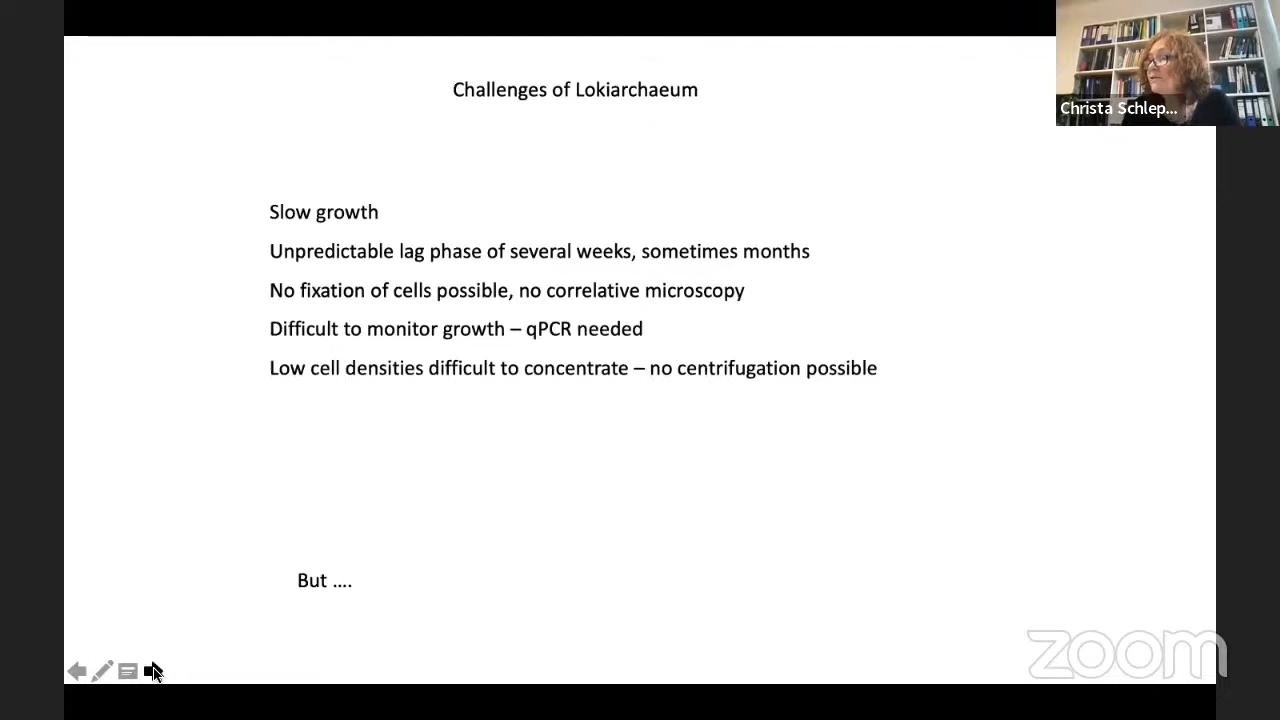 Challenges of Lokiarchaeum
Christa Schlep...
Slow growth
Unpredictable lag phase of several weeks, sometimes months
No fixation of cells possible, no correlative microscopy
Difficult to monitor growth – qPCR needed
Low cell densities difficult to concentrate – no centrifugation possible
But ....
zoom